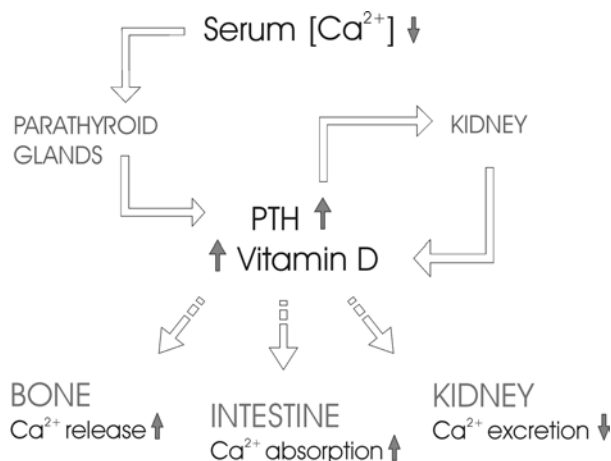 Serum [Ca²⁺] ↓
PARATHYROID
GLANDS
KIDNEY
PTH ↑
↑ Vitamin D
BONE
Ca²⁺ release ↑
INTESTINE
Ca²⁺ absorption ↑
KIDNEY
Ca²⁺ excretion ↓